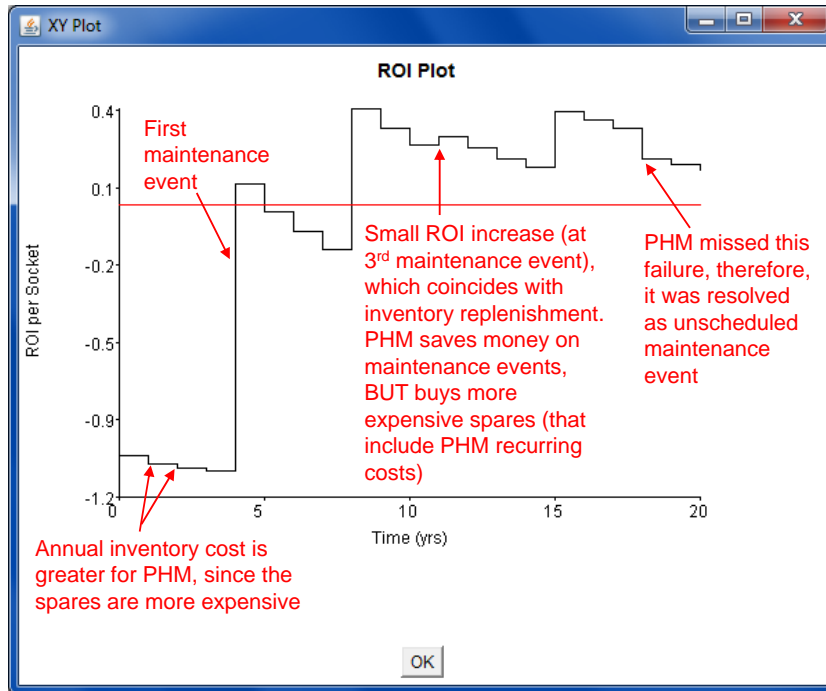 XY Plot
ROI Plot
0.4
0.1
-0.2
-0.5
-0.9
-1.2
ROI per Socket
0
5
10
15
20
Time (yrs)
First
maintenance
event
Small ROI increase (at
3rd maintenance event),
which coincides with
inventory replenishment.
PHM saves money on
maintenance events,
BUT buys more
expensive spares (that
include PHM recurring
costs)
PHM missed this
failure, therefore,
it was resolved
as unscheduled
maintenance
event
Annual inventory cost is
greater for PHM, since the
spares are more expensive
OK